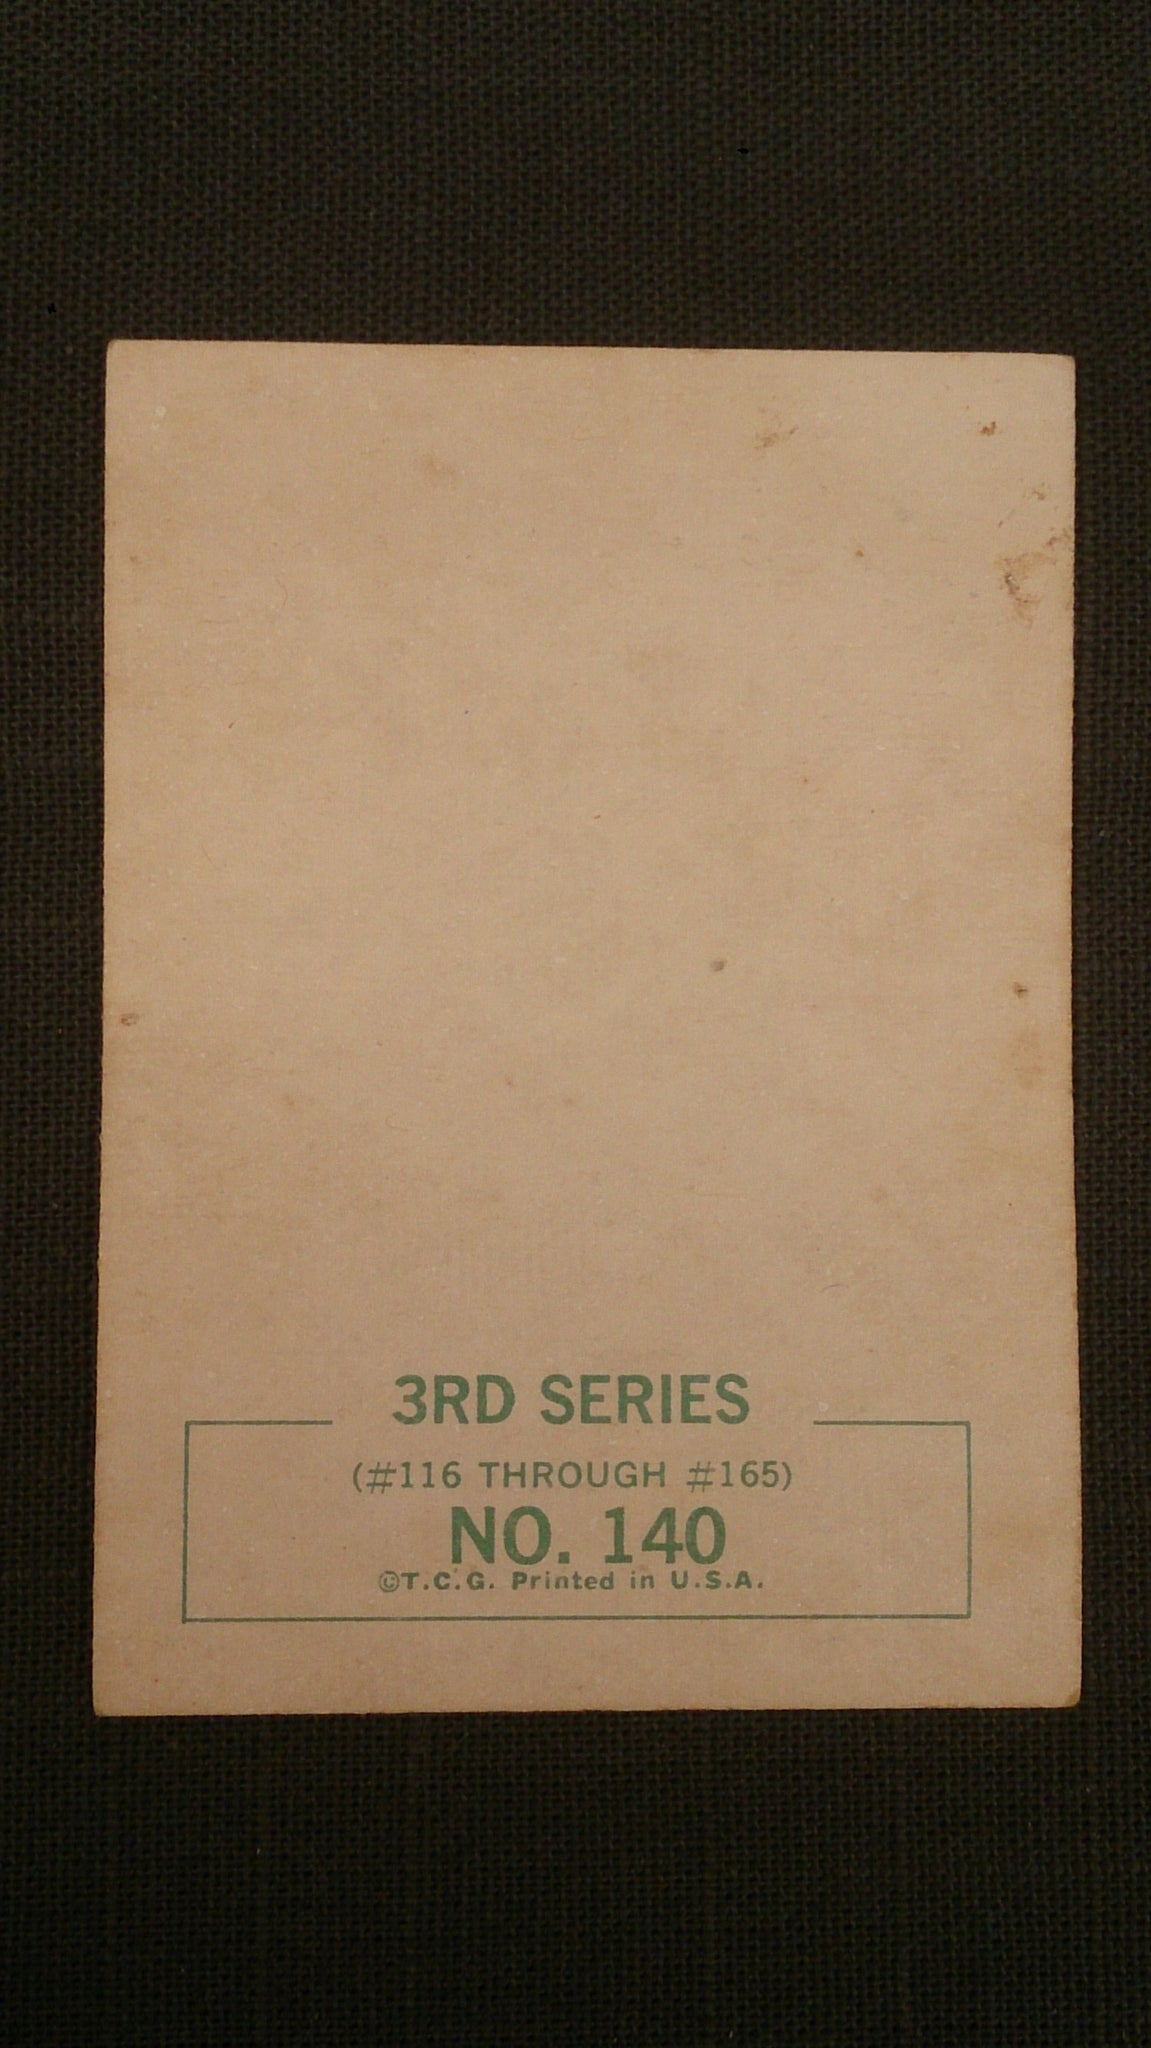 3RD SERIES
(#116 THROUGH #165)
NO. 140
©T.C.G. Printed in U.S.A.